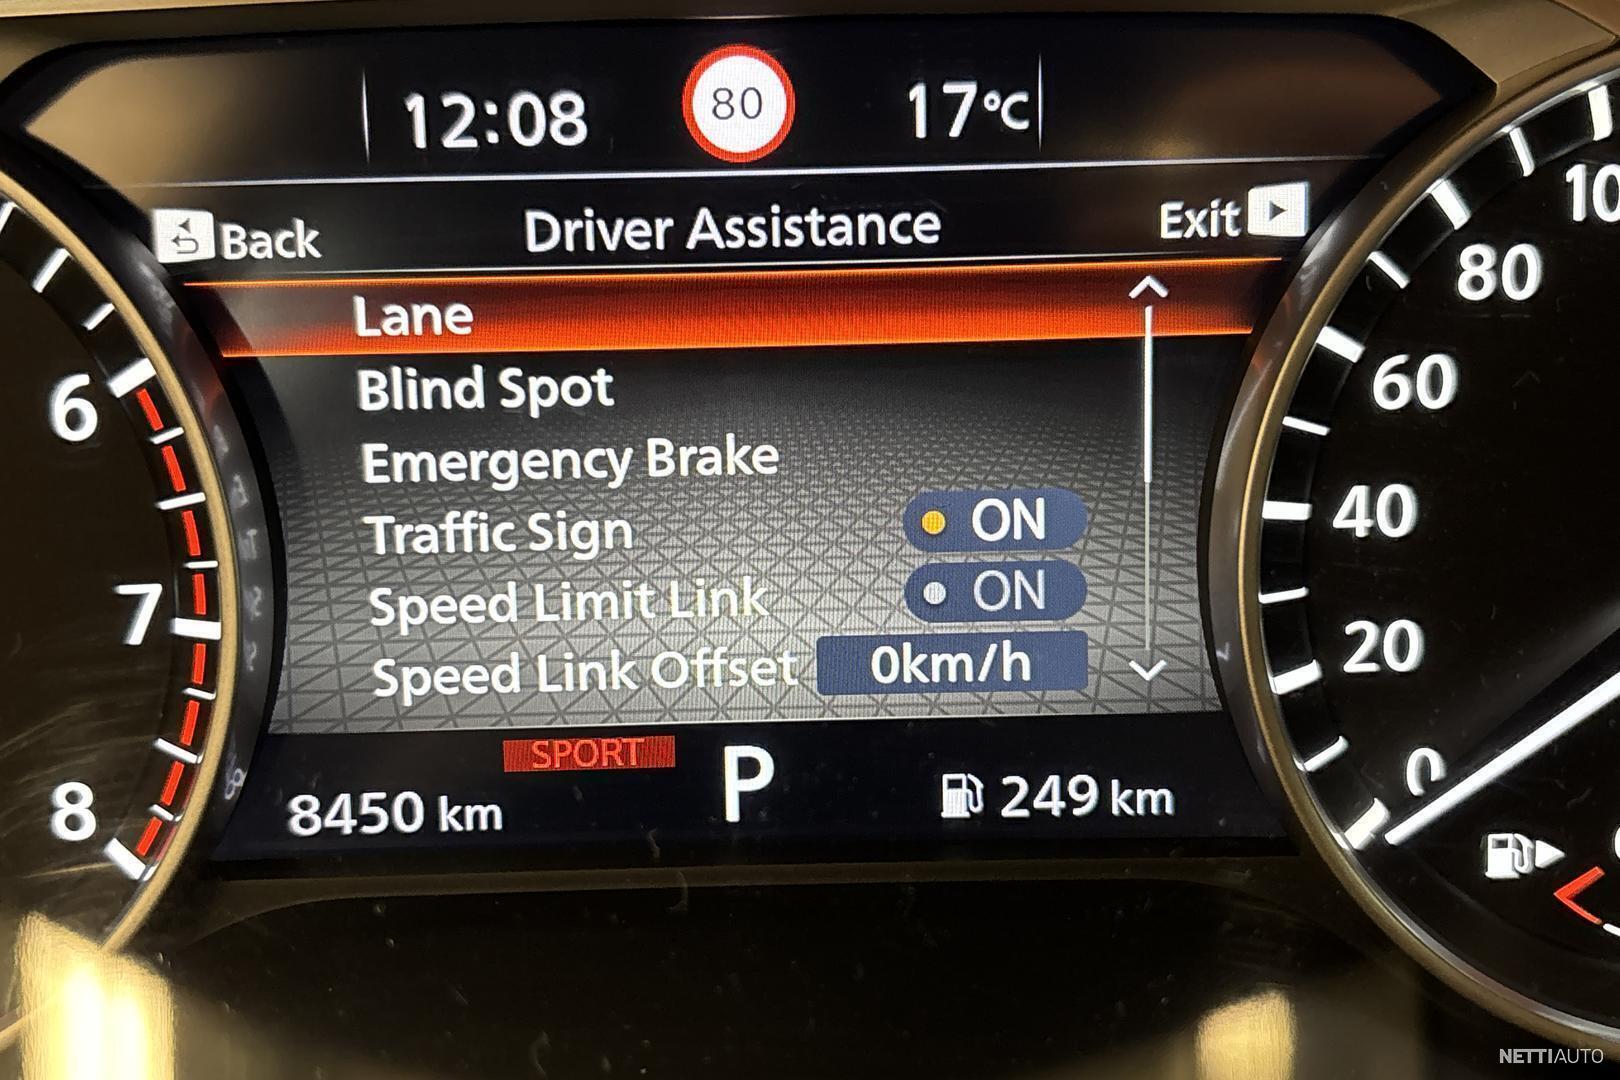 12:08 80 17°C
Back Driver Assistance Exit
Lane
Blind Spot
Emergency Brake
Traffic Sign ON
Speed Limit Link ON
Speed Link Offset 0km/h
SPORT P
8450 km 249 km
6
7
8
80
60
40
20
0
NETTIAUTO